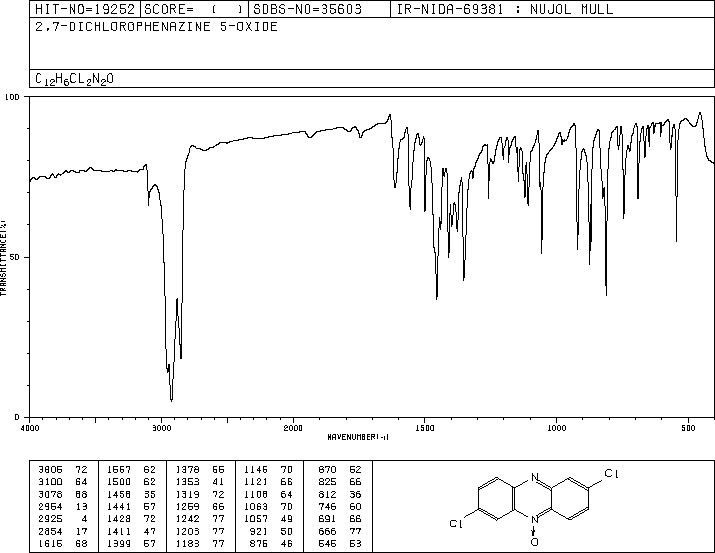 HIT-NO=19252 SCORE= ( ) SDBS-NO=35603 IR-NIDA-69381 : NUJOL MULL
2,7-DICHLOROPHENAZINE 5-OXIDE
C12H6CL2N2O
100
50
0
TRANSMITTANCE(%)
4000 3000 2000 1500 1000 500
WAVENUMBER(-1)
3805 72 1557 62 1378 55 1145 70 870 52
3100 64 1500 62 1353 41 1121 66 825 66
3078 68 1458 35 1319 72 1108 64 812 36
2954 13 1441 57 1259 66 1063 70 746 60
2925 4 1428 72 1242 77 1057 49 691 66
2854 17 1411 47 1203 77 921 50 666 77
1615 68 1399 57 1183 77 875 46 545 53
Cl
N
Cl
N
O